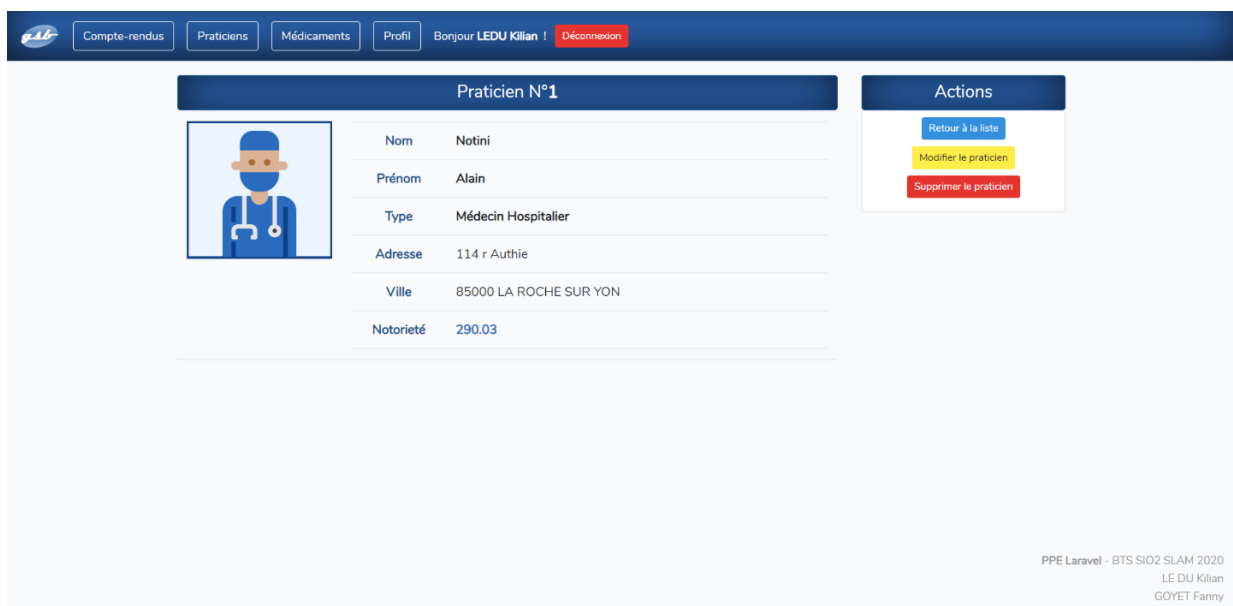 gsb Compte-rendus Praticiens Médicaments Profil Bonjour LEDU Kilian ! Déconnexion
Praticien N°1
Nom Notini
Prénom Alain
Type Médecin Hospitalier
Adresse 114 r Authie
Ville 85000 LA ROCHE SUR YON
Notorieté 290.03
Actions
Retour à la liste
Modifier le praticien
Supprimer le praticien
PPE Laravel - BTS SIO2 SLAM 2020
LE DU Kilian
GOYET Fanny